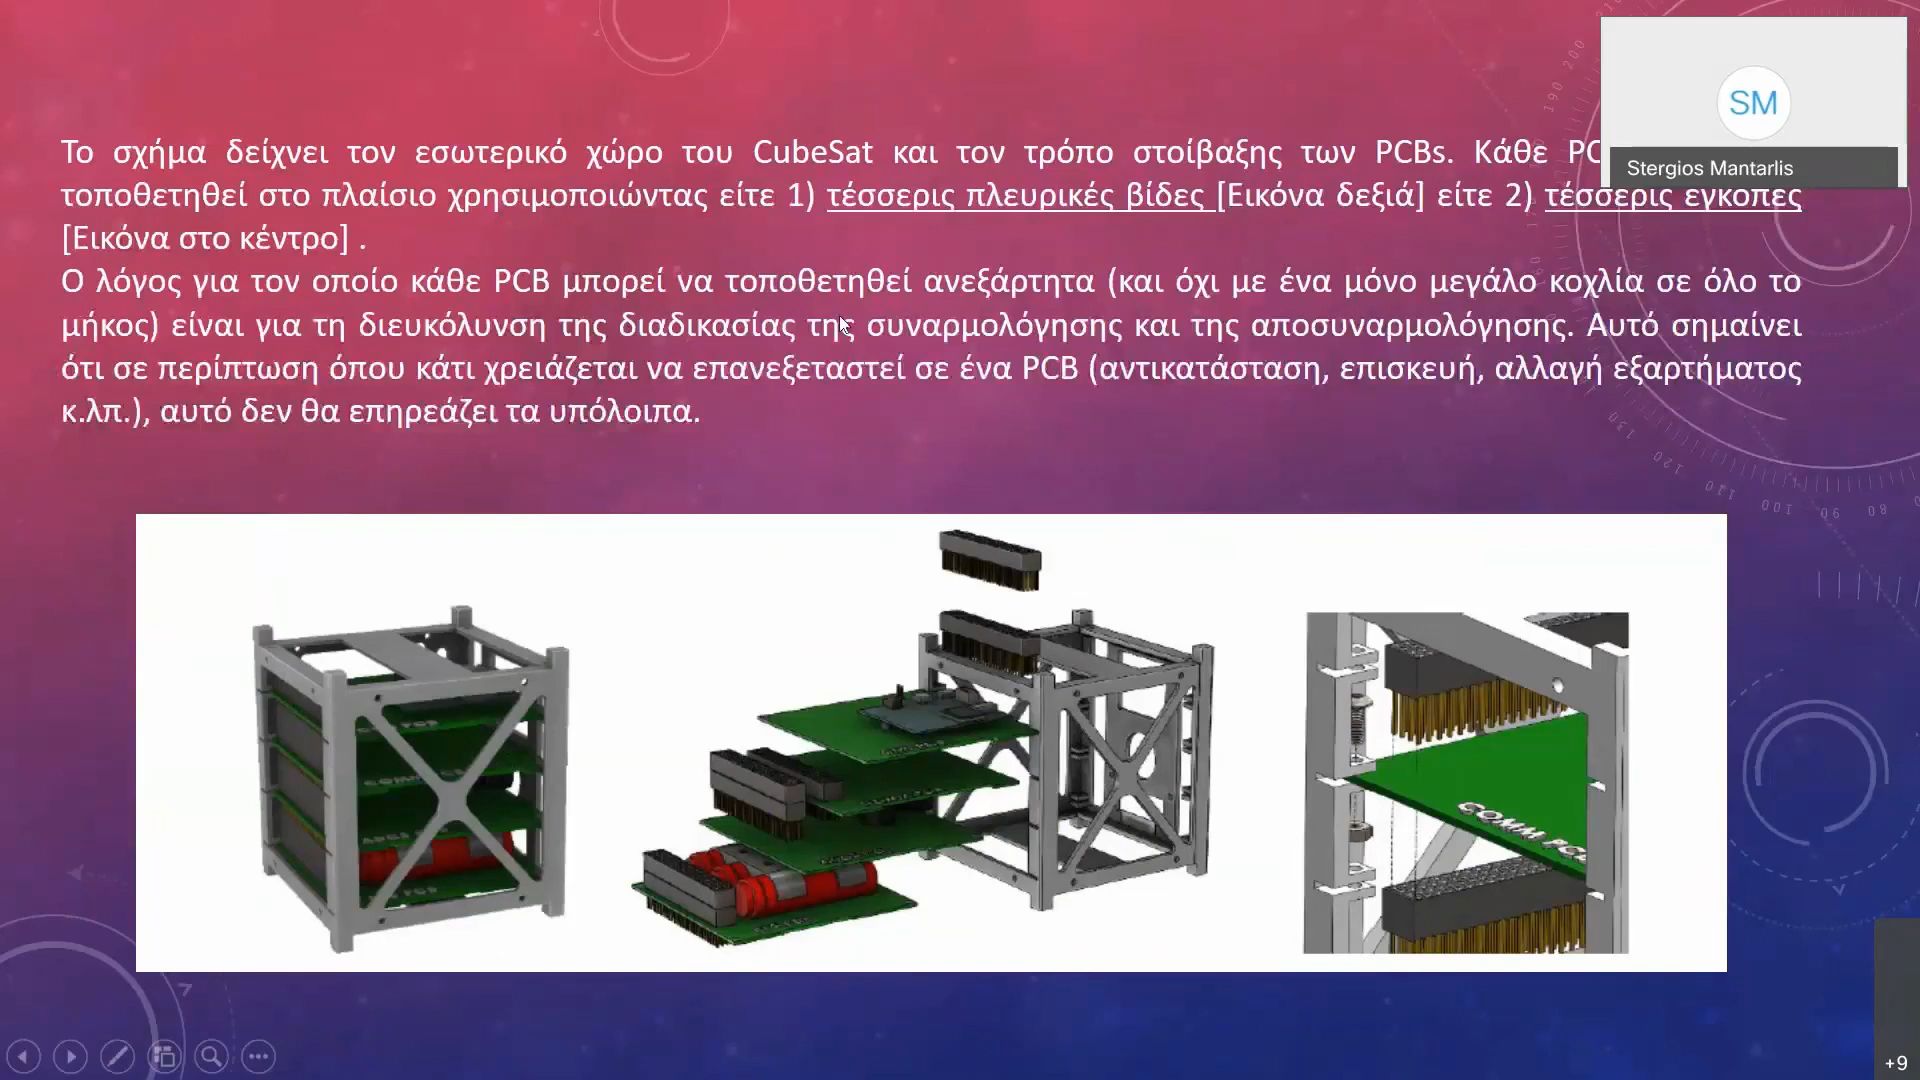 SM
Stergios Mantarlis
Το σχήμα δείχνει τον εσωτερικό χώρο του CubeSat και τον τρόπο στοίβαξης των PCBs. Κάθε
τοποθετηθεί στο πλαίσιο χρησιμοποιώντας είτε 1) τέσσερις πλευρικές βίδες [Εικόνα δεξιά] είτε 2) τέσσερις εγκοπές
[Εικόνα στο κέντρο] .
Ο λόγος για τον οποίο κάθε PCB μπορεί να τοποθετηθεί ανεξάρτητα (και όχι με ένα μόνο μεγάλο κοχλία σε όλο το
μήκος) είναι για τη διευκόλυνση της διαδικασίας της συναρμολόγησης και της αποσυναρμολόγησης. Αυτό σημαίνει
ότι σε περίπτωση όπου κάτι χρειάζεται να επανεξεταστεί σε ένα PCB (αντικατάσταση, επισκευή, αλλαγή εξαρτήματος
κ.λπ.), αυτό δεν θα επηρεάζει τα υπόλοιπα.
COMM PCB
+9